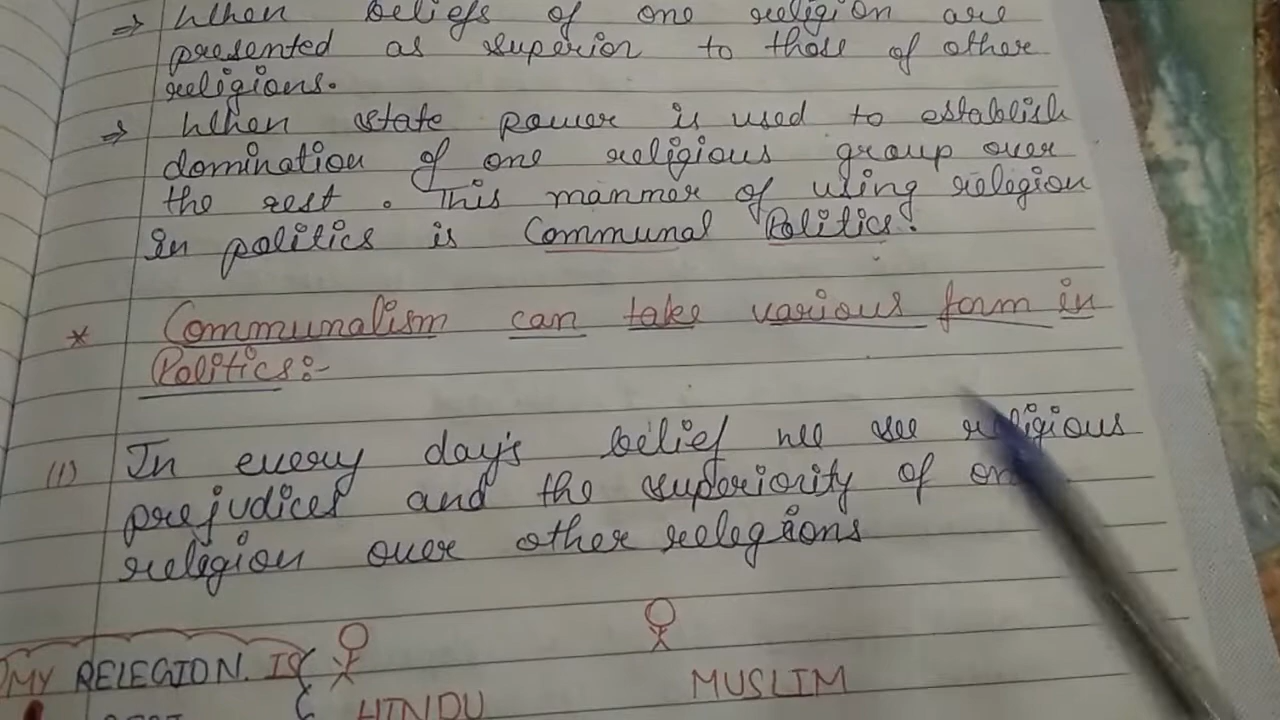 ⇒ When beliefs of one religion are
presented as superior to those of other
religions.
⇒ When state power is used to establish
domination of one religious group over
the rest. This manner of using religion
in politics is Communal Politics.
* Communalism can take various form in
Politics:-
(1) In every day's belief we see religious
prejudices and the superiority of one
religion over other relegions
MY RELEGION IS
HINDU
MUSLIM